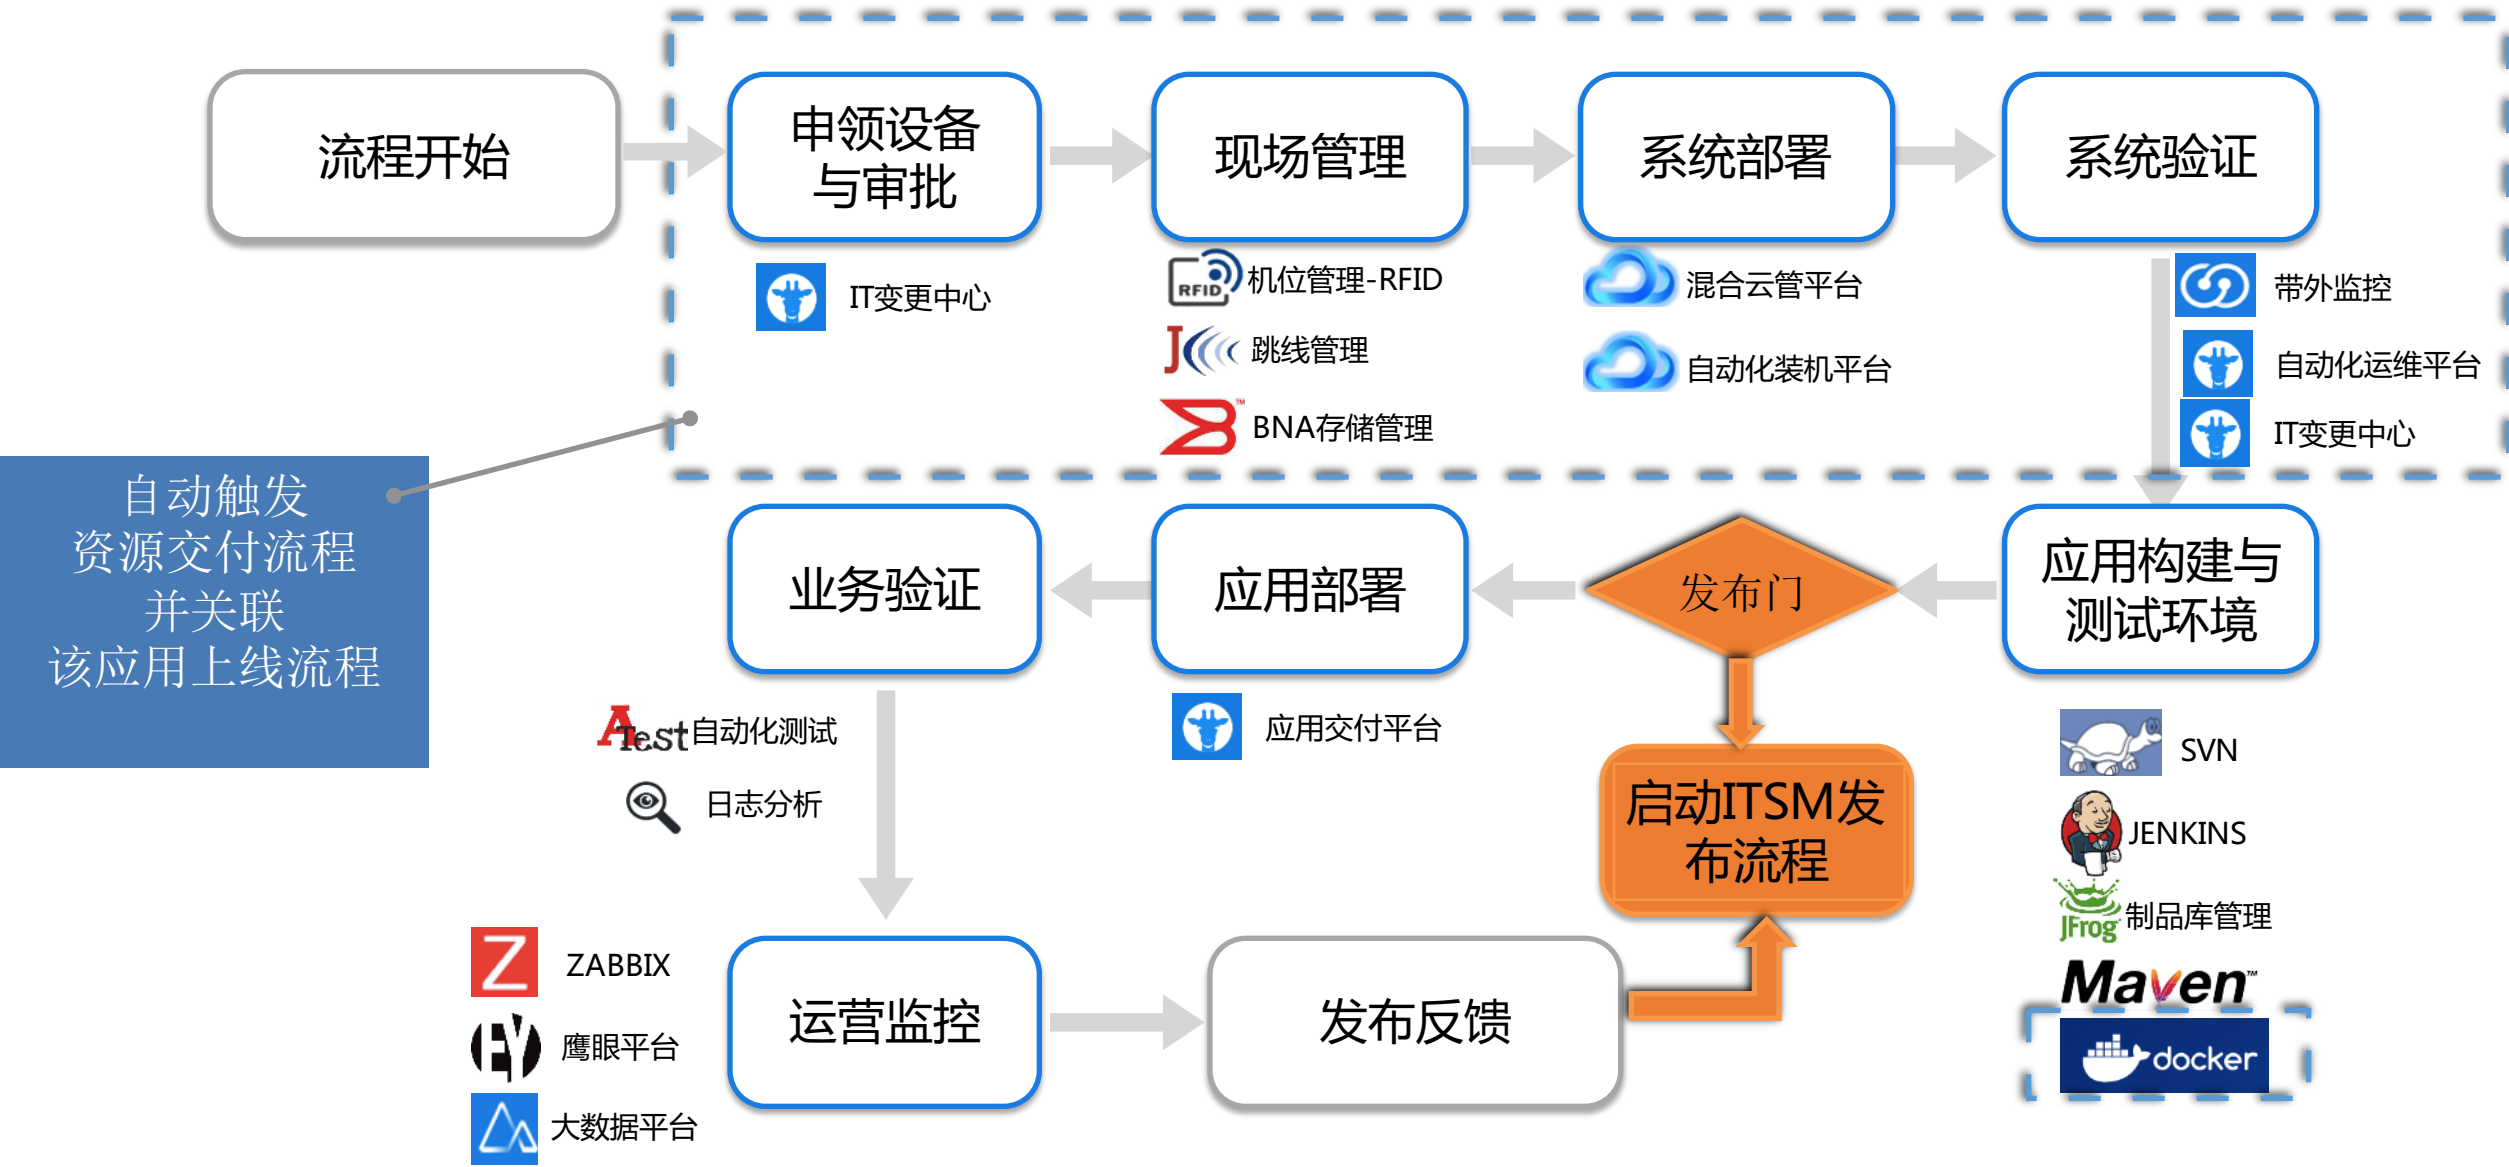 流程开始
申领设备
与审批
现场管理
系统部署
系统验证
IT变更中心
RFID
机位管理-RFID
跳线管理
BNA存储管理
混合云管平台
自动化装机平台
带外监控
自动化运维平台
IT变更中心
自动触发
资源交付流程
并关联
该应用上线流程
业务验证
应用部署
发布门
应用构建与
测试环境
ATest
自动化测试
日志分析
应用交付平台
启动ITSM发
布流程
SVN
JENKINS
JFrog
制品库管理
Maven™
docker
Z
ZABBIX
EY
鹰眼平台
大数据平台
运营监控
发布反馈